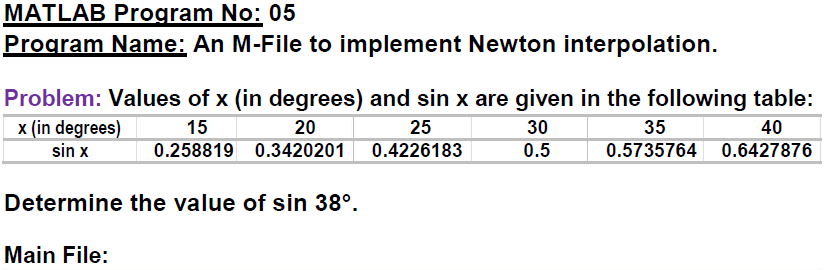 MATLAB Program No: 05
Program Name: An M-File to implement Newton interpolation.
Problem: Values of x (in degrees) and sin x are given in the following table:
x (in degrees) 15 20 25 30 35 40
sin x 0.258819 0.3420201 0.4226183 0.5 0.5735764 0.6427876
Determine the value of sin 38°.
Main File: